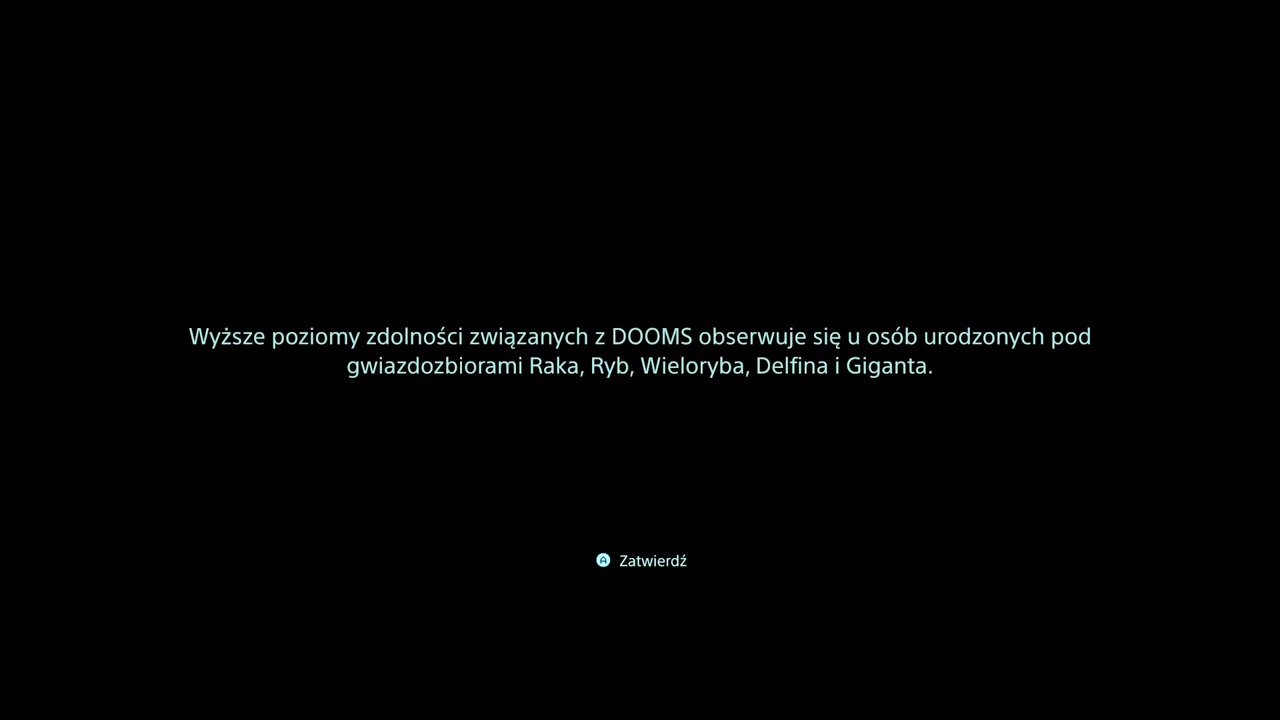 Wyższe poziomy zdolności związanych z DOOMS obserwuje się u osób urodzonych pod
gwiazdozbiorami Raka, Ryb, Wieloryba, Delfina i Giganta.
A Zatwierdź